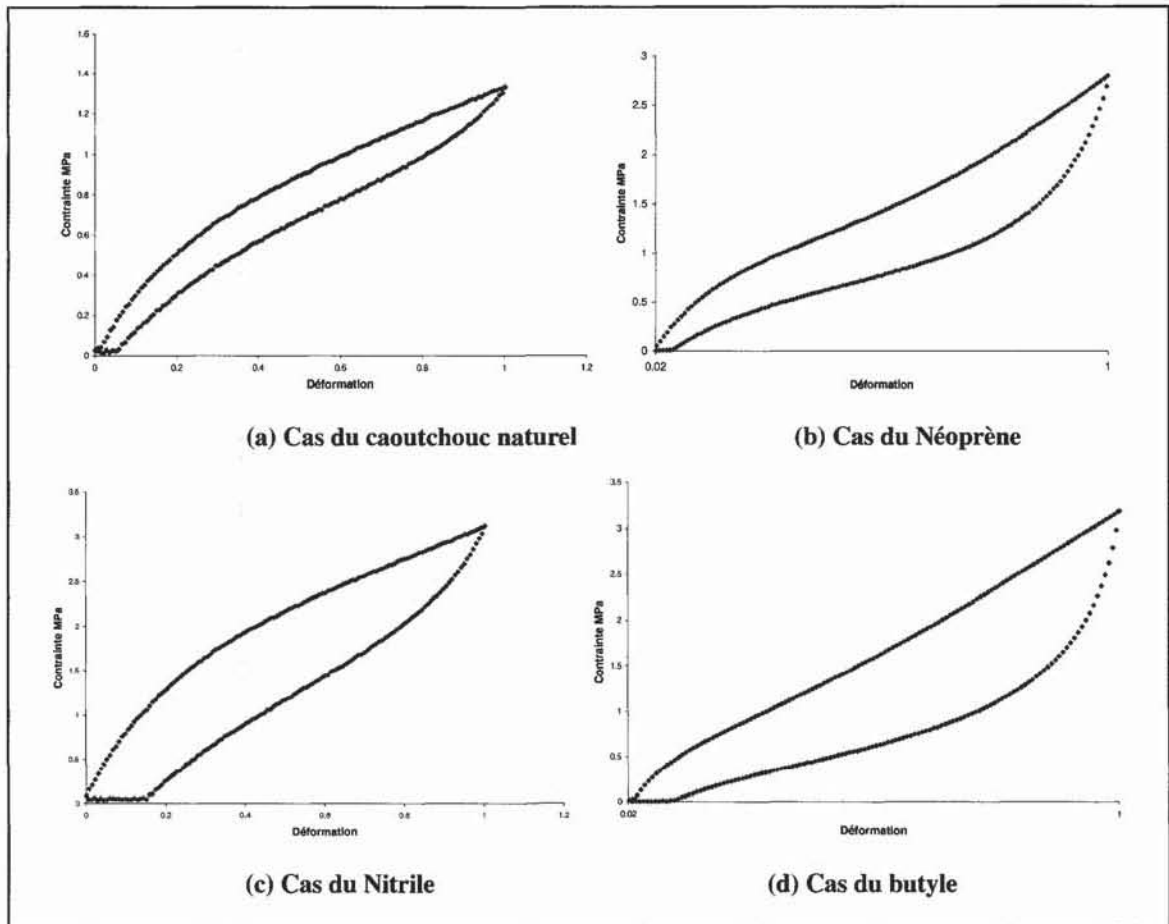 1.6
1.4
1.2
1
0.8
0.6
0.4
0.2
0
Contrainte MPa
0 0.2 0.4 0.6 0.8 1 1.2
Déformation
(a) Cas du caoutchouc naturel
3
2.5
2
1.5
1
0.5
0
Contrainte MPa
0.02 1
Déformation
(b) Cas du Néoprène
3.5
3
2.5
2
1.5
1
0.5
0
Contrainte MPa
0 0.2 0.4 0.6 0.8 1 1.2
Déformation
(c) Cas du Nitrile
3.5
3
2.5
2
1.5
1
0.5
0
Contrainte MPa
0.02 1
Déformation
(d) Cas du butyle